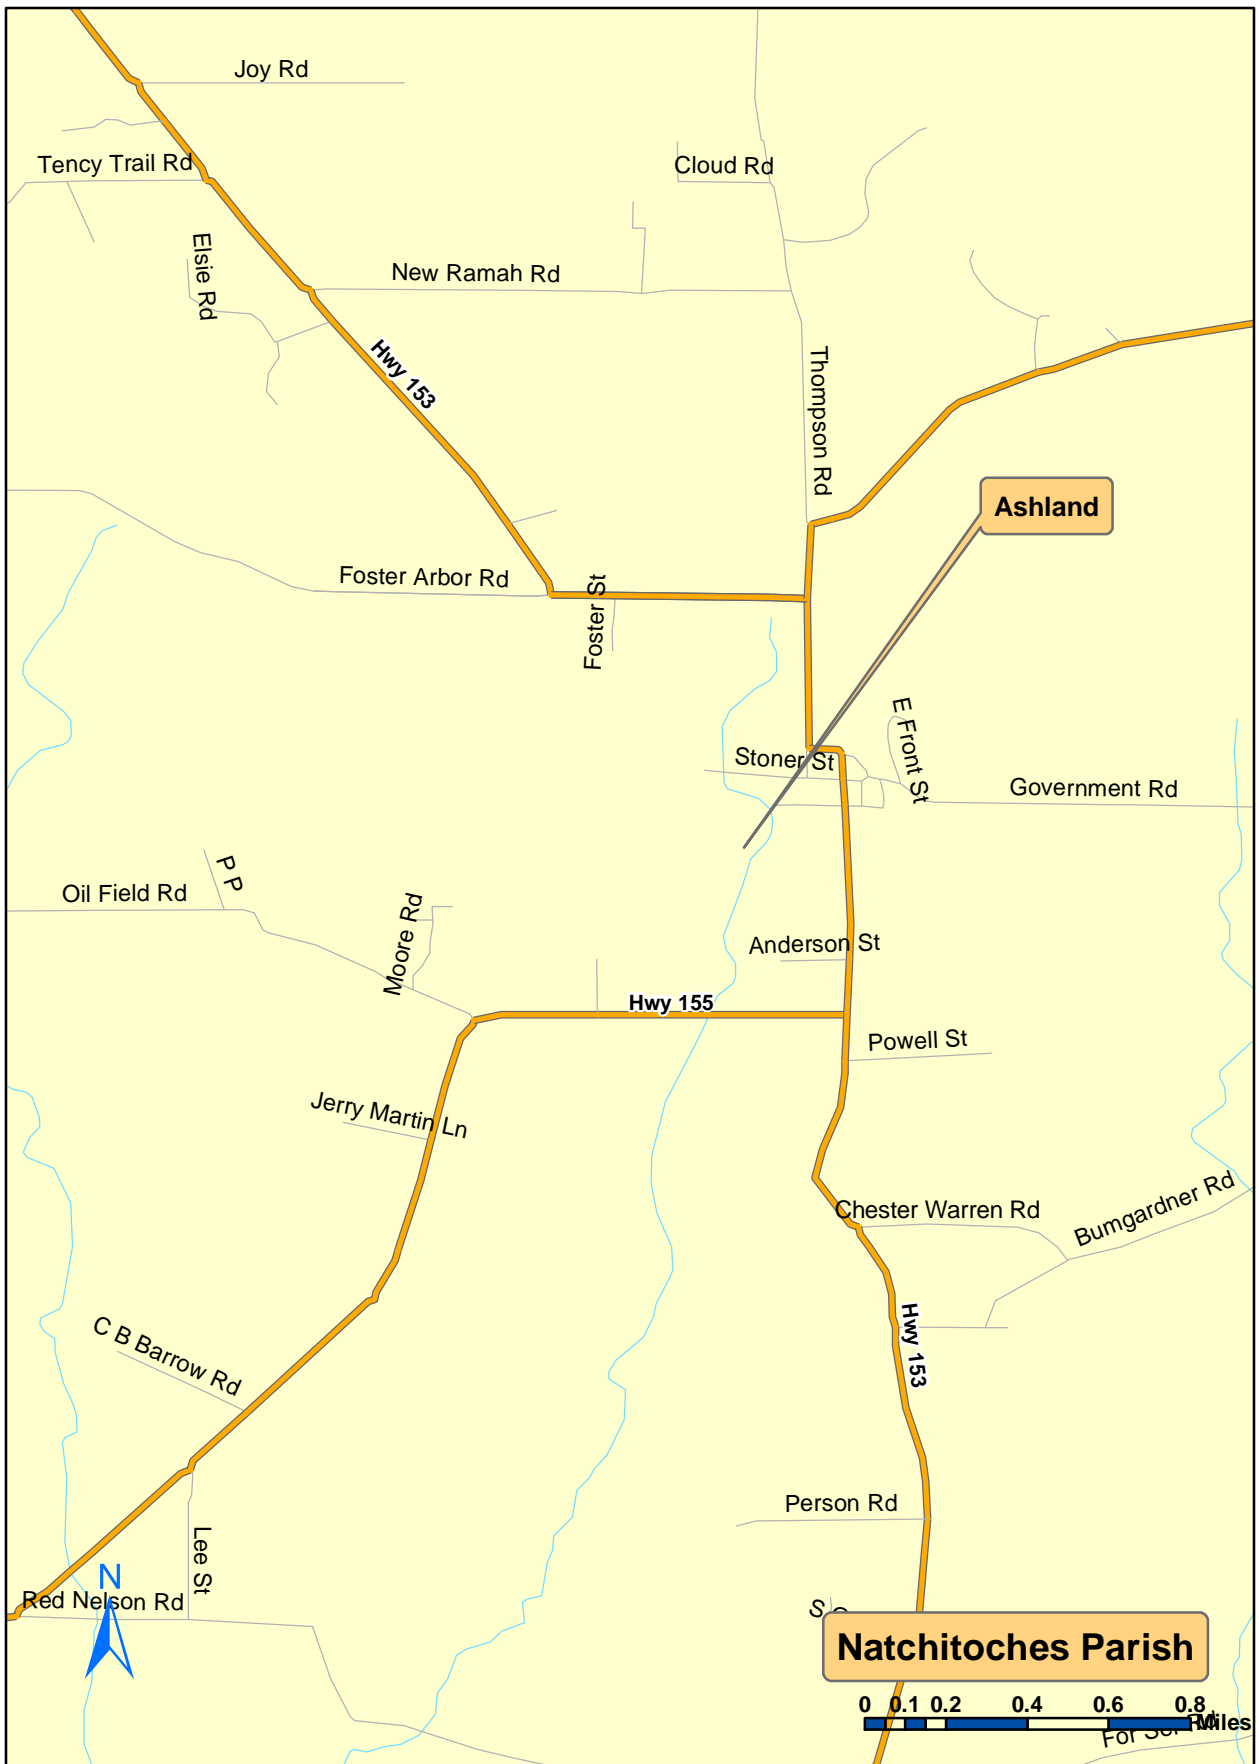 Joy Rd
Tency Trail Rd
Cloud Rd
Elsie Rd
New Ramah Rd
Hwy 153
Thompson Rd
Ashland
Foster Arbor Rd
Foster St
E Front St
Stoner St
Government Rd
P P
Oil Field Rd
Moore Rd
Anderson St
Hwy 155
Powell St
Jerry Martin Ln
Chester Warren Rd
Bumgardner Rd
Hwy 153
C B Barrow Rd
Person Rd
Lee St
N
Red Nelson Rd
S
Natchitoches Parish
0 0.1 0.2 0.4 0.6 0.8
Miles
For Rd